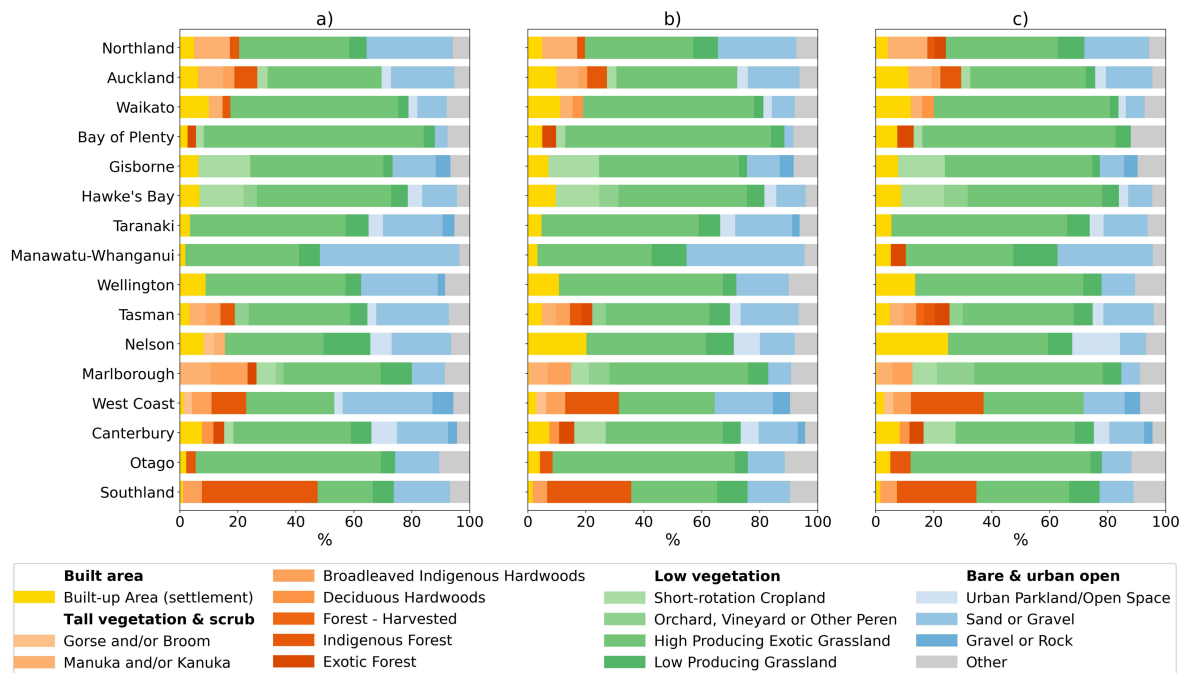 a) b) c)
Northland
Auckland
Waikato
Bay of Plenty
Gisborne
Hawke's Bay
Taranaki
Manawatu-Whanganui
Wellington
Tasman
Nelson
Marlborough
West Coast
Canterbury
Otago
Southland
0 20 40 60 80 100 0 20 40 60 80 100 0 20 40 60 80 100
% % %
Built area
Built-up Area (settlement)
Tall vegetation & scrub
Gorse and/or Broom
Manuka and/or Kanuka
Broadleaved Indigenous Hardwoods
Deciduous Hardwoods
Forest - Harvested
Indigenous Forest
Exotic Forest
Low vegetation
Short-rotation Cropland
Orchard, Vineyard or Other Peren
High Producing Exotic Grassland
Low Producing Grassland
Bare & urban open
Urban Parkland/Open Space
Sand or Gravel
Gravel or Rock
Other